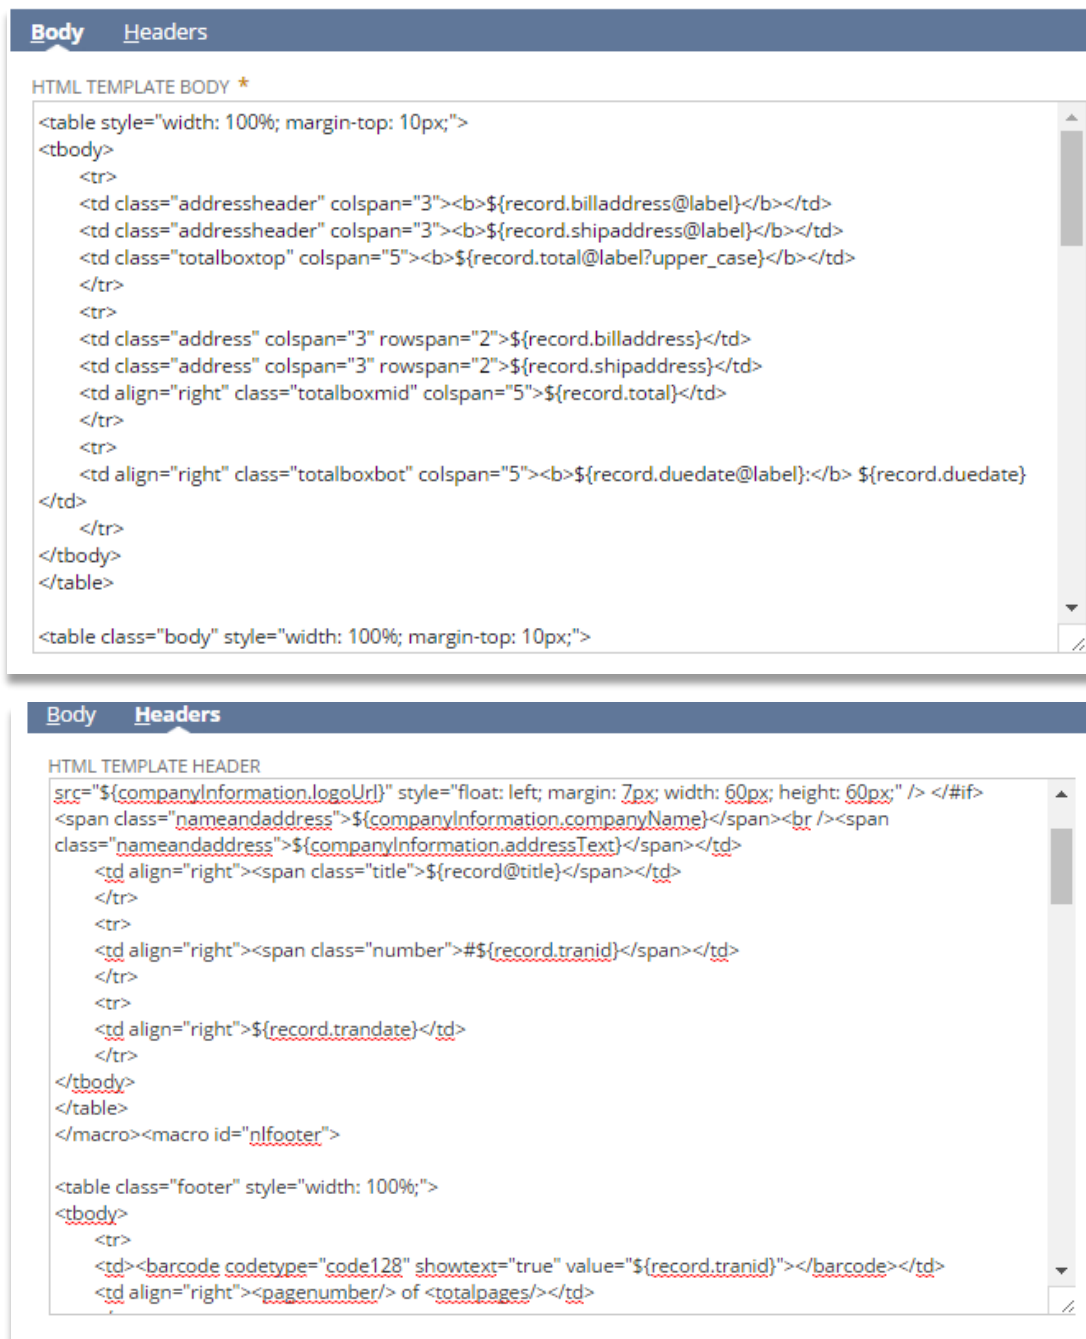 Body Headers
HTML TEMPLATE BODY *
<table style="width: 100%; margin-top: 10px;">
<tbody>
<tr>
<td class="addressheader" colspan="3"><b>${record.billaddress@label}</b></td>
<td class="addressheader" colspan="3"><b>${record.shipaddress@label}</b></td>
<td class="totalboxtop" colspan="5"><b>${record.total@label?upper_case}</b></td>
</tr>
<tr>
<td class="address" colspan="3" rowspan="2">${record.billaddress}</td>
<td class="address" colspan="3" rowspan="2">${record.shipaddress}</td>
<td align="right" class="totalboxmid" colspan="5">${record.total}</td>
</tr>
<tr>
<td align="right" class="totalboxbot" colspan="5"><b>${record.duedate@label}:</b> ${record.duedate}
</td>
</tr>
</tbody>
</table>
<table class="body" style="width: 100%; margin-top: 10px;">
Body Headers
HTML TEMPLATE HEADER
src="${companyInformation.logoUrl}" style="float: left; margin: 7px; width: 60px; height: 60px;" /> </#if>
<span class="nameandaddress">${companyInformation.companyName}</span><br /><span
class="nameandaddress">${companyInformation.addressText}</span></td>
<td align="right"><span class="title">${record@title}</span></td>
</tr>
<tr>
<td align="right"><span class="number">#${record.tranid}</span></td>
</tr>
<tr>
<td align="right">${record.trandate}</td>
</tr>
</tbody>
</table>
</macro><macro id="nlfooter">
<table class="footer" style="width: 100%;">
<tbody>
<tr>
<td><barcode codetype="code128" showtext="true" value="${record.tranid}"></barcode></td>
<td align="right"><pagenumber/> of <totalpages/></td>